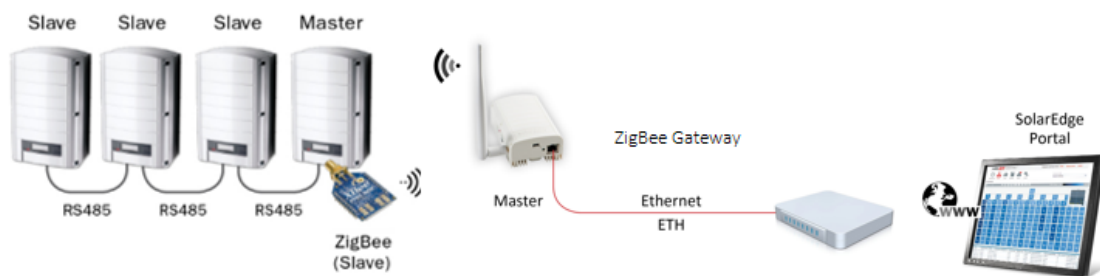 Slave
Slave
Slave
Master
RS485
RS485
RS485
ZigBee
(Slave)
ZigBee Gateway
Master
Ethernet
ETH
SolarEdge
Portal
www